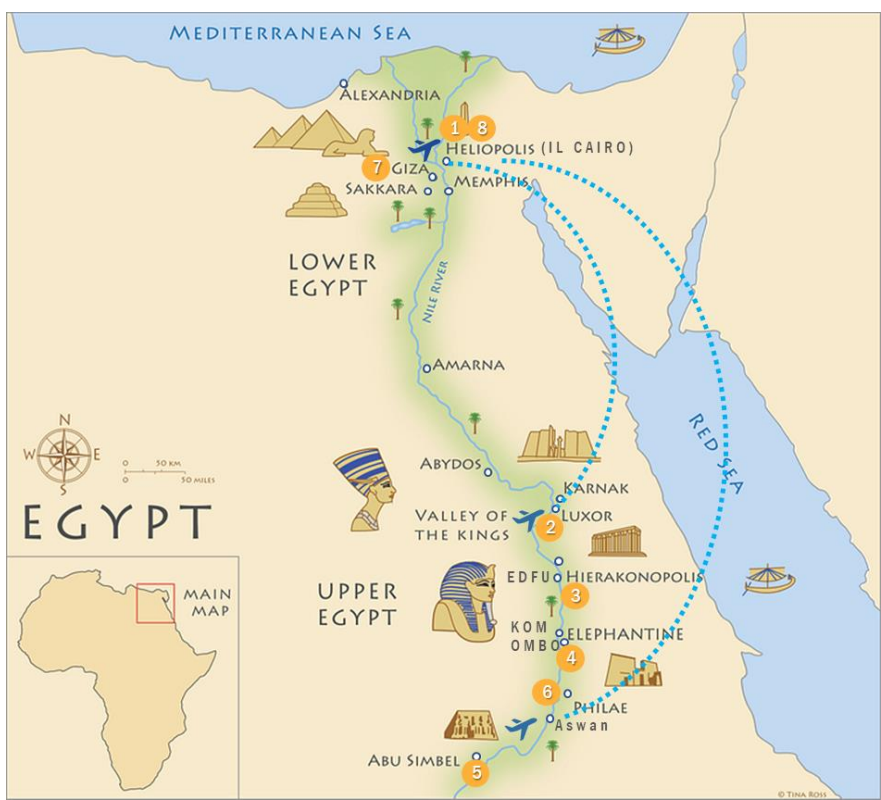 MEDITERRANEAN SEA
ALEXANDRIA
1 8
HELIOPOLIS (IL CAIRO)
7 GIZA
SAKKARA MEMPHIS
LOWER
EGYPT
NILE RIVER
AMARNA
RED SEA
N
W E
S
0 50 KM
0 50 MILES
EGYPT
ABYDOS
KARNAK
VALLEY OF
THE KINGS
2 LUXOR
EDFU HIERAKONOPOLIS
3
UPPER
EGYPT
KOM
OMBO
ELEPHANTINE
4
6
PHILAE
Aswan
ABU SIMBEL
5
MAIN
MAP
© TINA ROSS